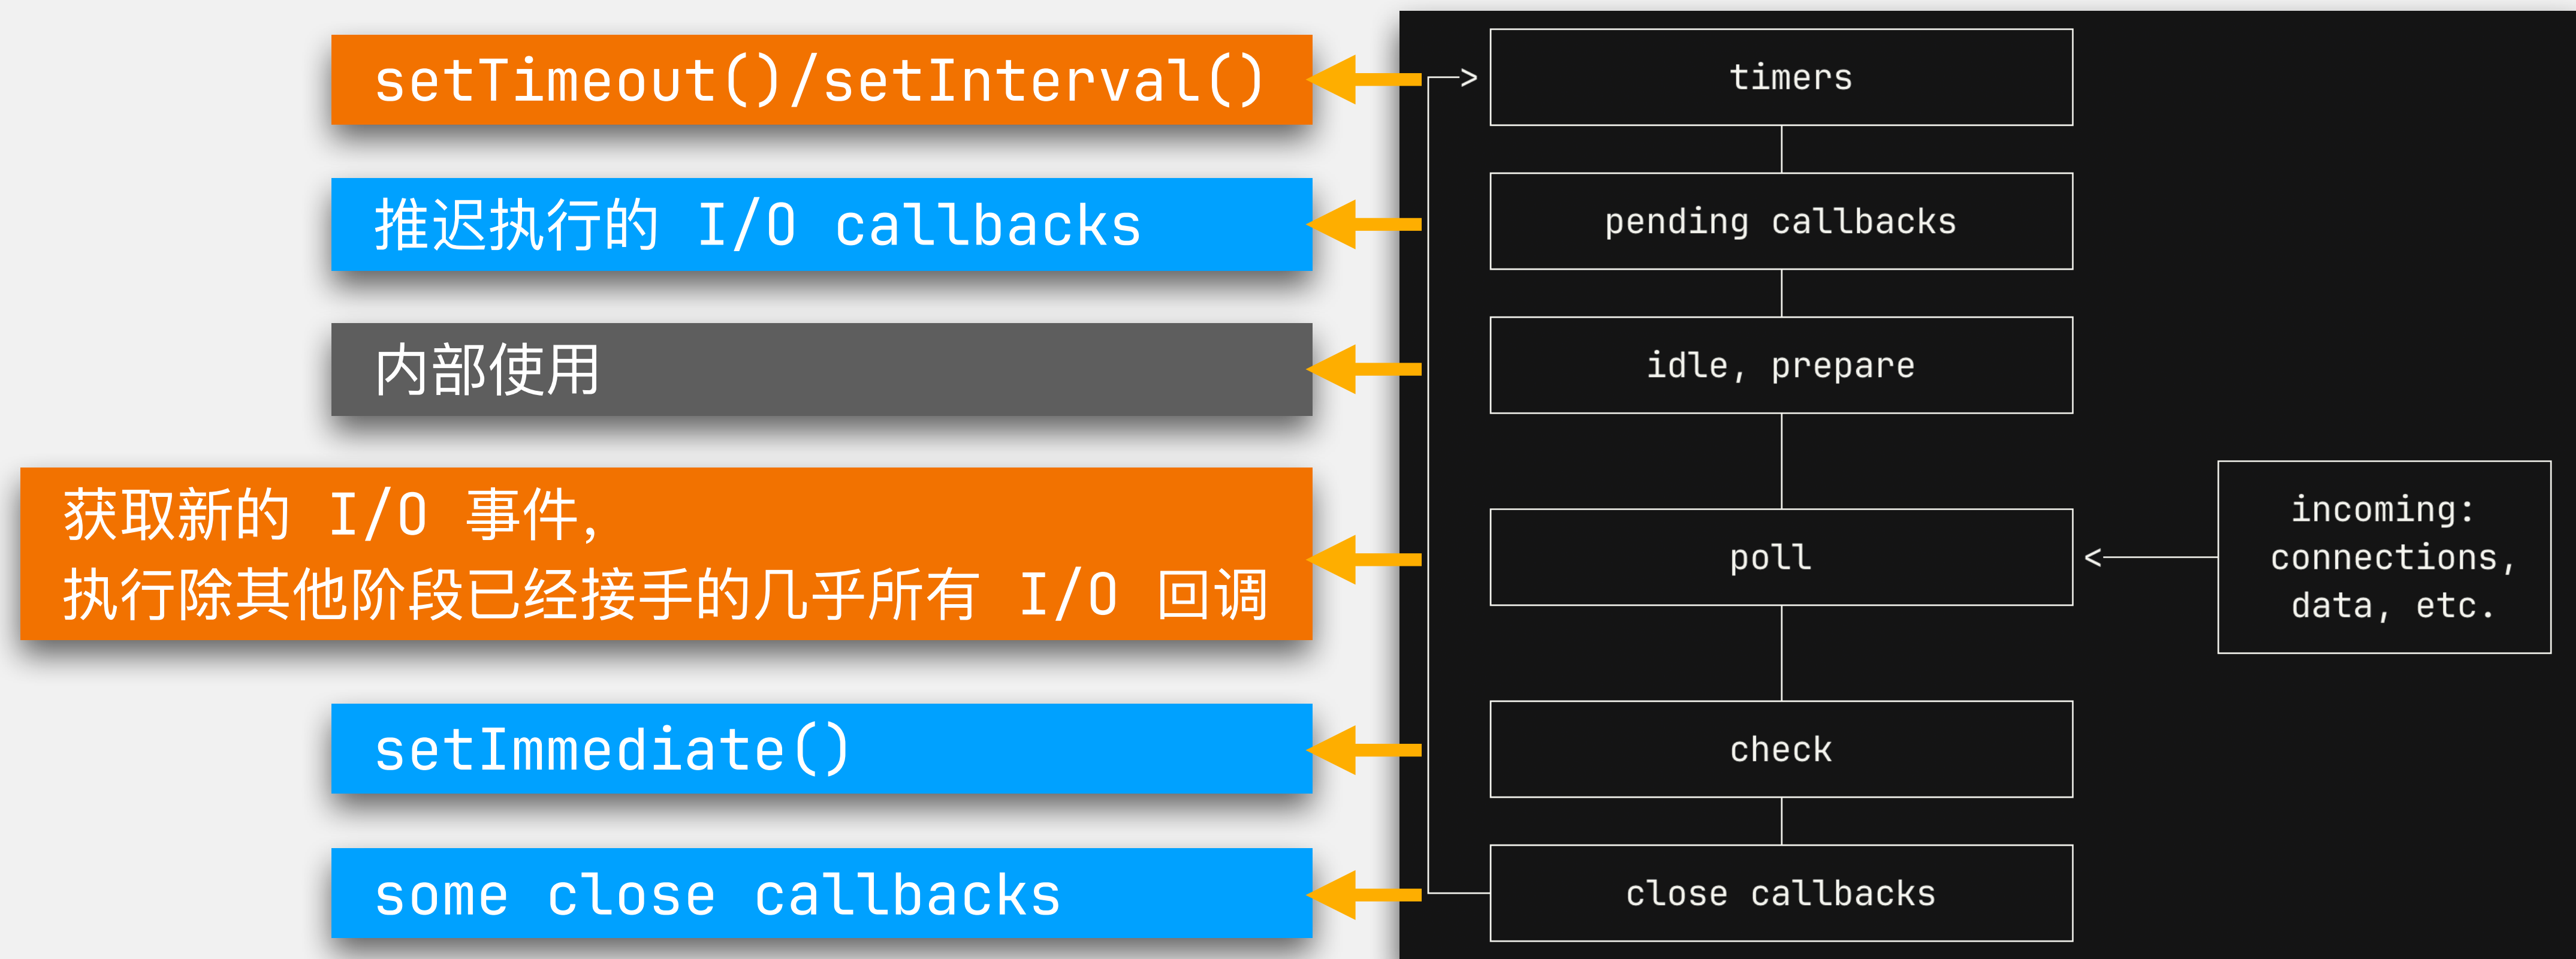 setTimeout()/setInterval()
timers
推迟执行的 I/O callbacks
pending callbacks
内部使用
idle, prepare
获取新的 I/O 事件,
执行除其他阶段已经接手的几乎所有 I/O 回调
poll
incoming:
connections,
data, etc.
setImmediate()
check
some close callbacks
close callbacks